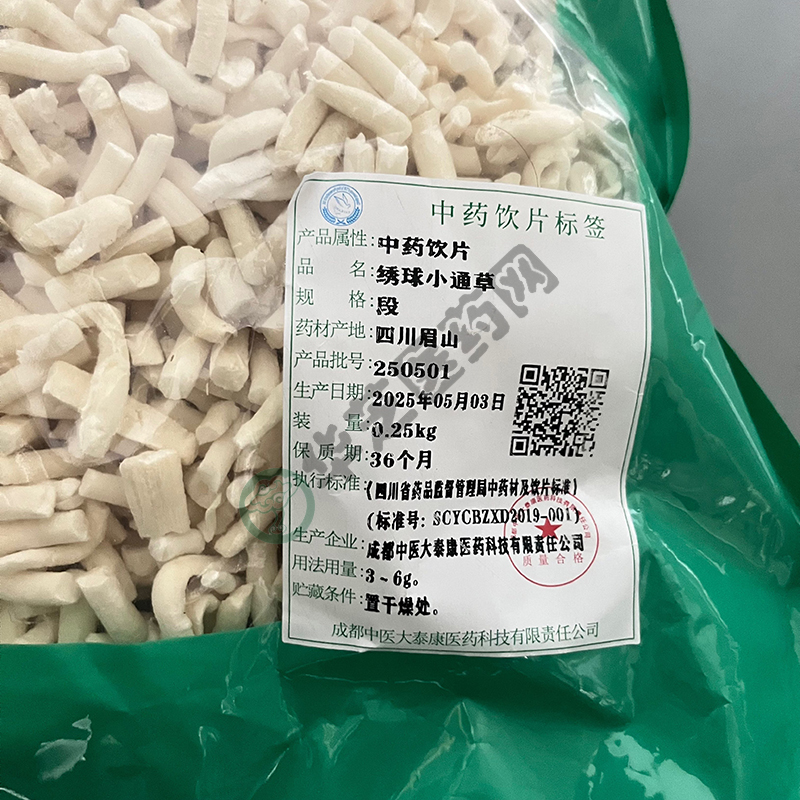 中药饮片标签
产品属性:中药饮片
品 名:绣球小通草
规 格:段
药材产地:四川眉山
产品批号:250501
生产日期:2025年05月03日
装 量:0.25kg
保 质 期:36个月
执行标准:(四川省药品监督管理局中药材及饮片标准)
(标准号:SCYCBZXD2019-001)
生产企业:成都中医大泰康医药科技有限责任公司
用法用量:3~6g。
贮藏条件:置干燥处。
成都中医大泰康医药科技有限责任公司
质量合格
医药网